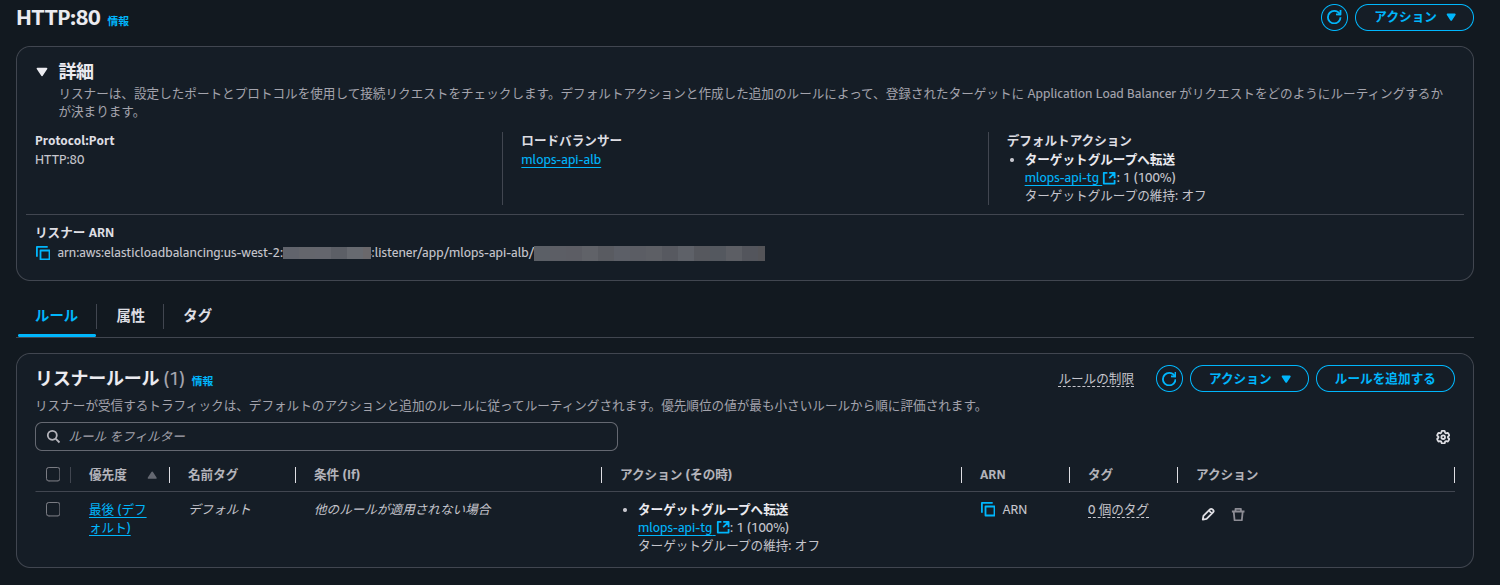 HTTP:80 情報
アクション ▼
▼ 詳細
リスナーは、設定したポートとプロトコルを使用して接続リクエストをチェックします。デフォルトアクションと作成した追加のルールによって、登録されたターゲットに Application Load Balancer がリクエストをどのようにルーティングするか
が決まります。
Protocol:Port
HTTP:80
ロードバランサー
mlops-api-alb
デフォルトアクション
• ターゲットグループへ転送
mlops-api-tg : 1 (100%)
ターゲットグループの維持: オフ
リスナー ARN
arn:aws:elasticloadbalancing:us-west-2: :listener/app/mlops-api-alb/
ルール 属性 タグ
リスナールール (1) 情報
ルールの制限
アクション ▼
ルールを追加する
リスナーが受信するトラフィックは、デフォルトのアクションと追加のルールに従ってルーティングされます。優先順位の値が最も小さいルールから順に評価されます。
ルール をフィルター
優先度 名前タグ 条件 (If) アクション (その時) ARN タグ アクション
最後 (デフ
ォルト)
デフォルト
他のルールが適用されない場合
• ターゲットグループへ転送
mlops-api-tg : 1 (100%)
ターゲットグループの維持: オフ
ARN
0 個のタグ